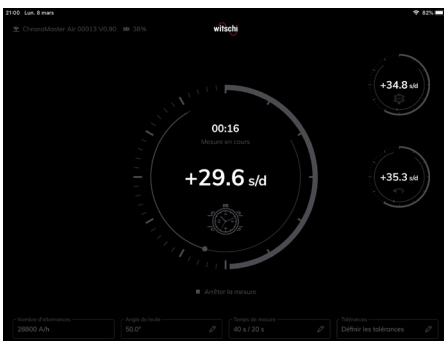 21:00 Lun. 8 mars
82%
ChronoMaster Air 00013 V0.80 38%
witschi
+34.8 s/d
00:16
Mesure en cours
+29.6 s/d
+35.3 s/d
Arrêter la mesure
Nombre d'alternances
28800 A/h
Angle de levée
50.0°
Temps de mesure
40 s / 20 s
Tolérances
Définir les tolérances